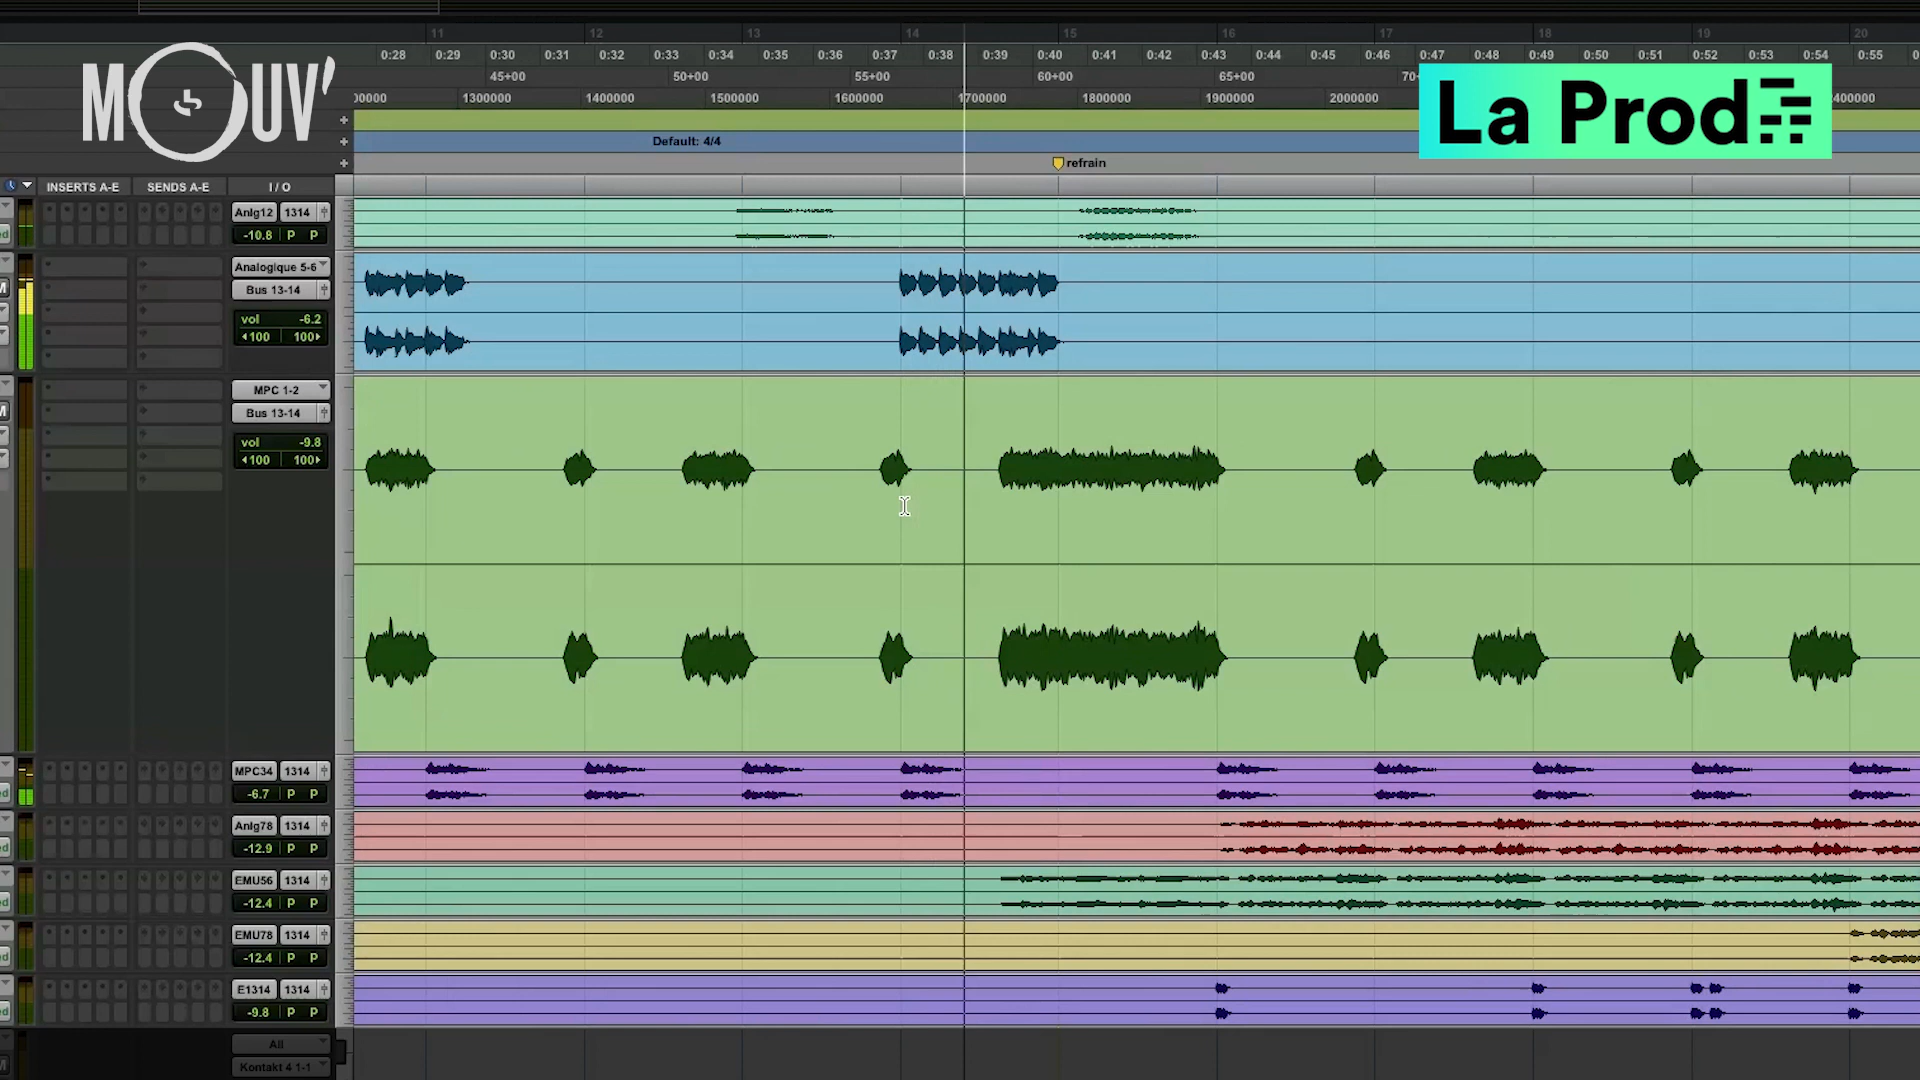 11 12 13 14 15 16 17 18 19 20
0:28 0:29 0:30 0:31 0:32 0:33 0:34 0:35 0:36 0:37 0:38 0:39 0:40 0:41 0:42 0:43 0:44 0:45 0:46 0:47 0:48 0:49 0:50 0:51 0:52 0:53 0:54 0:55
45+00 50+00 55+00 60+00 65+00
1300000 1400000 1500000 1600000 1700000 1800000 1900000 2000000
MOUV'
La Prod
Default: 4/4
refrain
INSERTS A-E SENDS A-E I / O
Anlg12 1314
-10.8 P P
Analogique 5-6
Bus 13-14
vol -6.2
100 100
MPC 1-2
Bus 13-14
vol -9.8
100 100
MPC34 1314
-6.7 P P
Anlg78 1314
-12.9 P P
EMU56 1314
-12.4 P P
EMU78 1314
-12.4 P P
E1314 1314
-9.8 P P
All
Kontakt 4 1-1